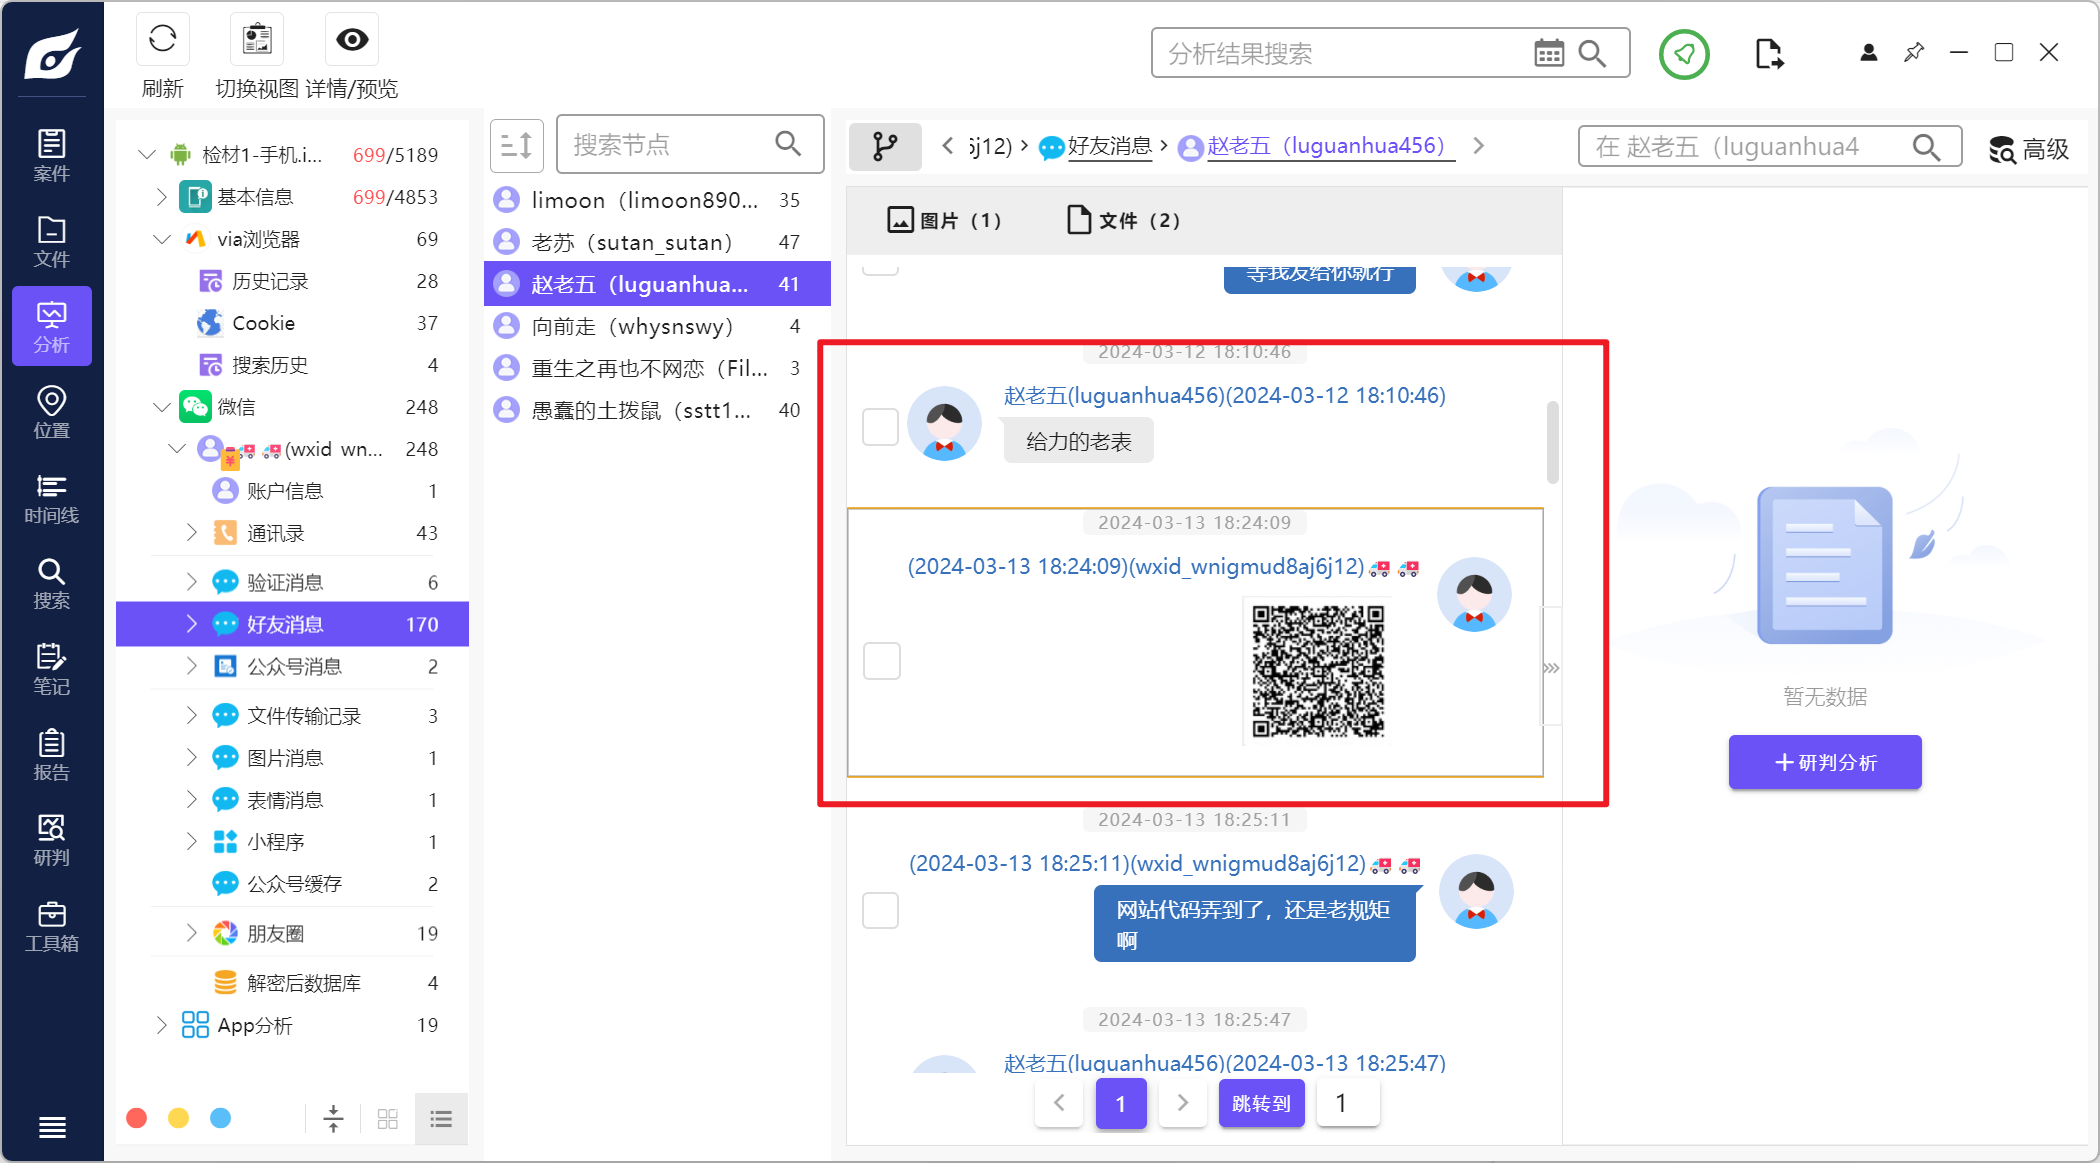 刷新
切换视图
详情/预览
分析结果搜索
案件
文件
分析
位置
时间线
搜索
笔记
报告
研判
工具箱
检材1-手机.i... 699/5189
基本信息 699/4853
via浏览器 69
历史记录 28
Cookie 37
搜索历史 4
微信 248
(wxid_wn... 248
账户信息 1
通讯录 43
验证消息 6
好友消息 170
公众号消息 2
文件传输记录 3
图片消息 1
表情消息 1
小程序 1
公众号缓存 2
朋友圈 19
解密后数据库 4
App分析 19
搜索节点
limoon（limoon890... 35
老苏（sutan_sutan） 47
赵老五（luguanhua... 41
向前走（whysnswy） 4
重生之再也不网恋（Fil... 3
愚蠢的土拨鼠（sstt1... 40
j12) > 好友消息 > 赵老五（luguanhua456）
在 赵老五（luguanhua4
高级
图片（1）
文件（2）
等我发给你就行
2024-03-12 18:10:46
赵老五(luguanhua456)(2024-03-12 18:10:46)
给力的老表
2024-03-13 18:24:09
(2024-03-13 18:24:09)(wxid_wnigmud8aj6j12)
2024-03-13 18:25:11
(2024-03-13 18:25:11)(wxid_wnigmud8aj6j12)
网站代码弄到了，还是老规矩
啊
2024-03-13 18:25:47
赵老五(luguanhua456)(2024-03-13 18:25:47)
1
跳转到
1
暂无数据
+研判分析